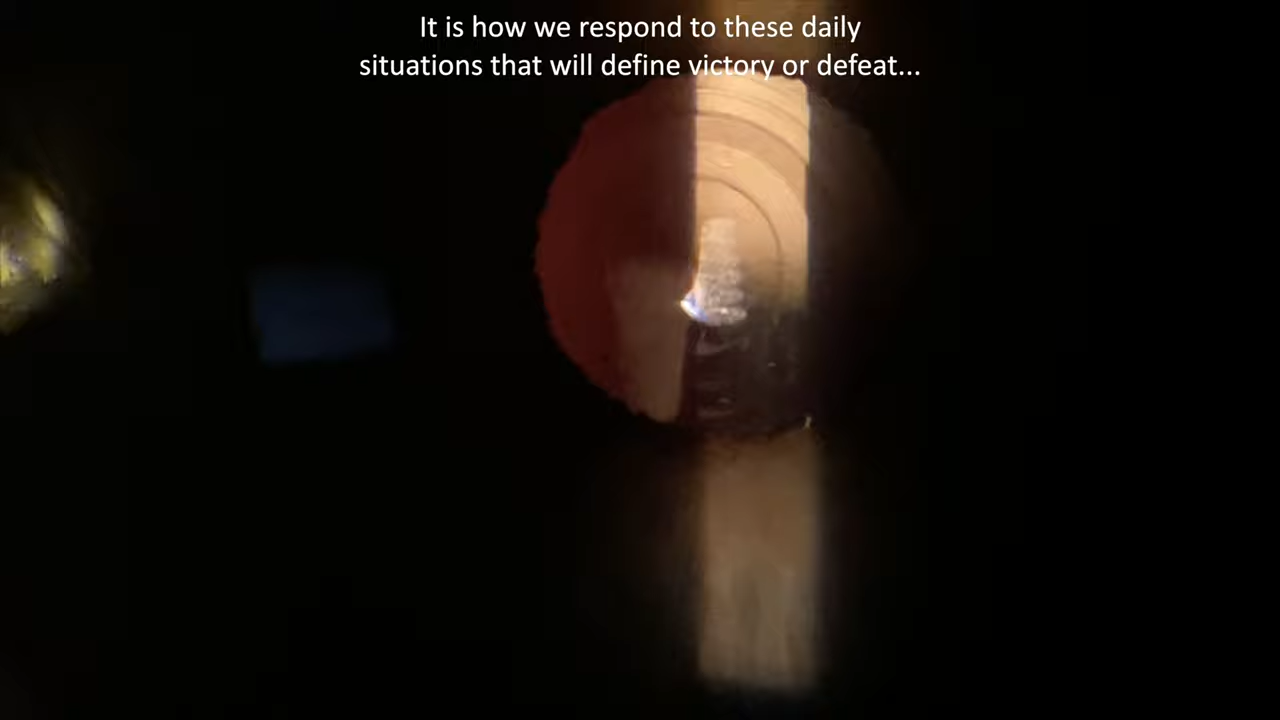 It is how we respond to these daily
situations that will define victory or defeat...